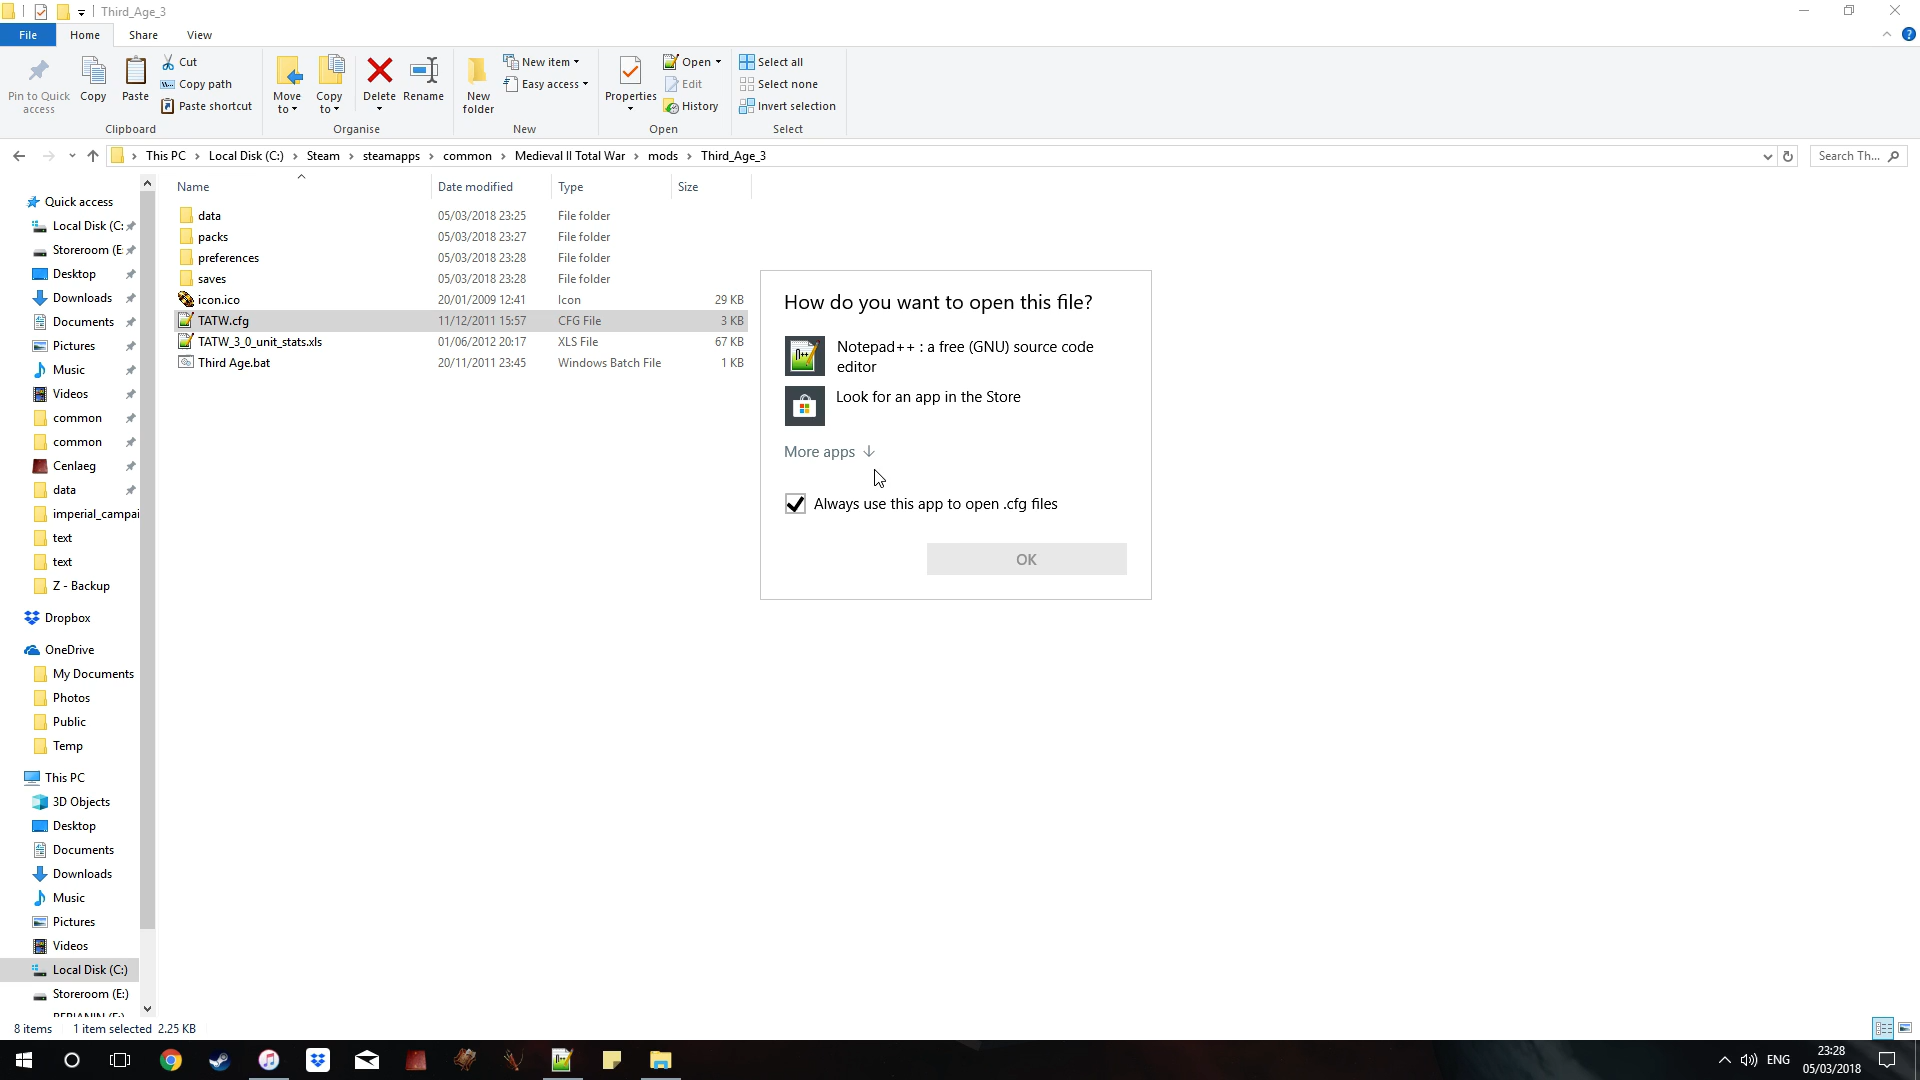 Third_Age_3
File
Home
Share
View
Pin to Quick
access
Copy
Paste
Cut
Copy path
Paste shortcut
Move
to
Copy
to
Delete
Rename
New
folder
New item
Easy access
Properties
Open
Edit
History
Select all
Select none
Invert selection
Clipboard
Organise
New
Open
Select
This PC
Local Disk (C:)
Steam
steamapps
common
Medieval II Total War
mods
Third_Age_3
Search Th...
Name
Date modified
Type
Size
data 05/03/2018 23:25 File folder
packs 05/03/2018 23:27 File folder
preferences 05/03/2018 23:28 File folder
saves 05/03/2018 23:28 File folder
icon.ico 20/01/2009 12:41 Icon 29 KB
TATW.cfg 11/12/2011 15:57 CFG File 3 KB
TATW_3_0_unit_stats.xls 01/06/2012 20:17 XLS File 67 KB
Third Age.bat 20/11/2011 23:45 Windows Batch File 1 KB
Quick access
Local Disk (C:
Storeroom (E:
Desktop
Downloads
Documents
Pictures
Music
Videos
common
common
Cenlaeg
data
imperial_campai
text
text
Z - Backup
Dropbox
OneDrive
My Documents
Photos
Public
Temp
This PC
3D Objects
Desktop
Documents
Downloads
Music
Pictures
Videos
Local Disk (C:)
Storeroom (E:)
How do you want to open this file?
Notepad++ : a free (GNU) source code
editor
Look for an app in the Store
More apps
Always use this app to open .cfg files
OK
8 items
1 item selected 2.25 KB
ENG
23:28
05/03/2018